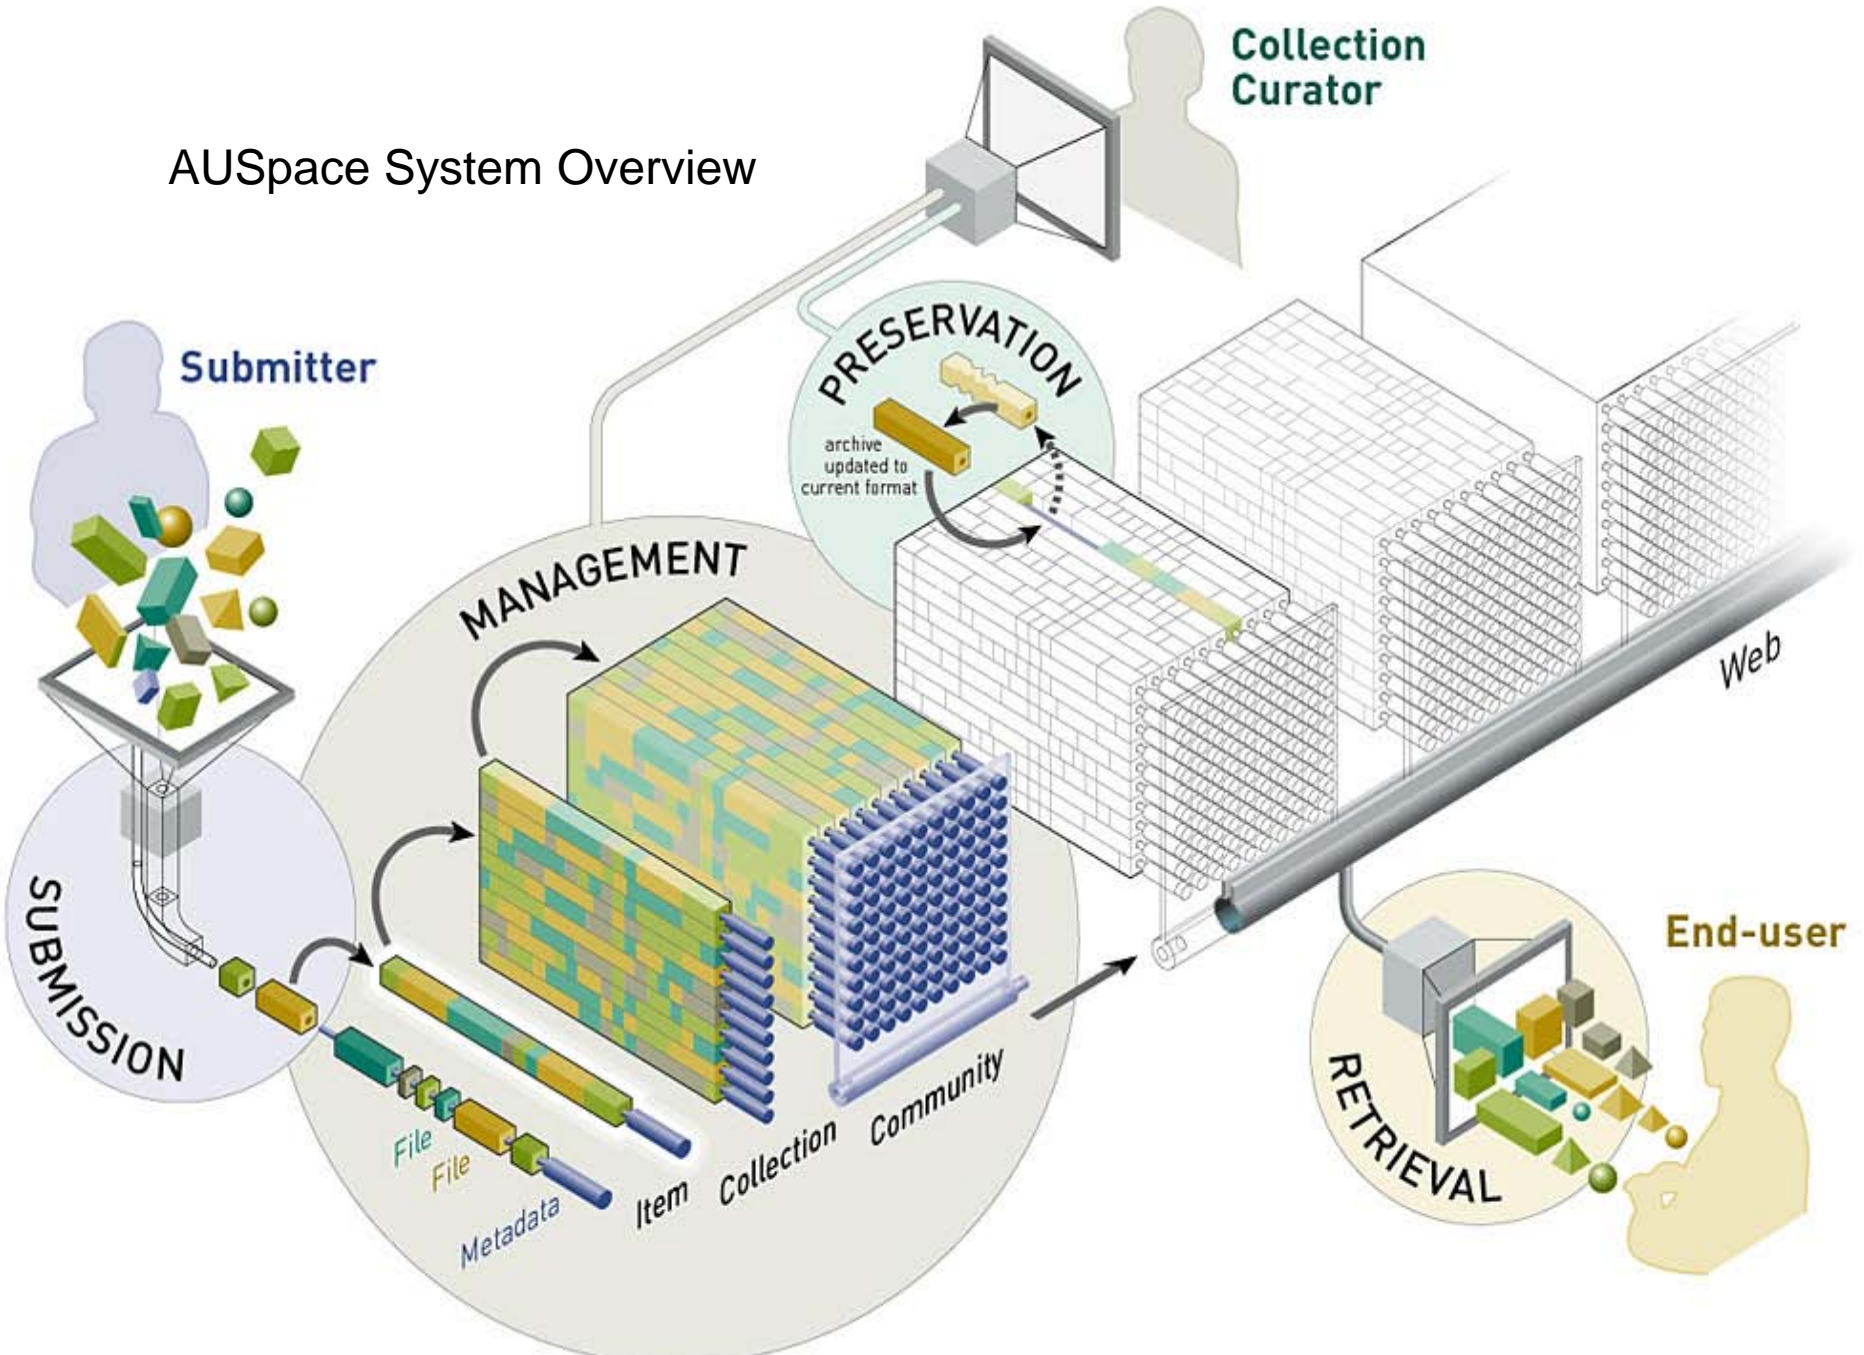 Collection
Curator
AUSpace System Overview
PRESERVATION
Submitter
archive
updated to
current format
MANAGEMENT
Web
SUBMISSION
End-user
File
File
Metadata
Item
Collection
Community
RETRIEVAL